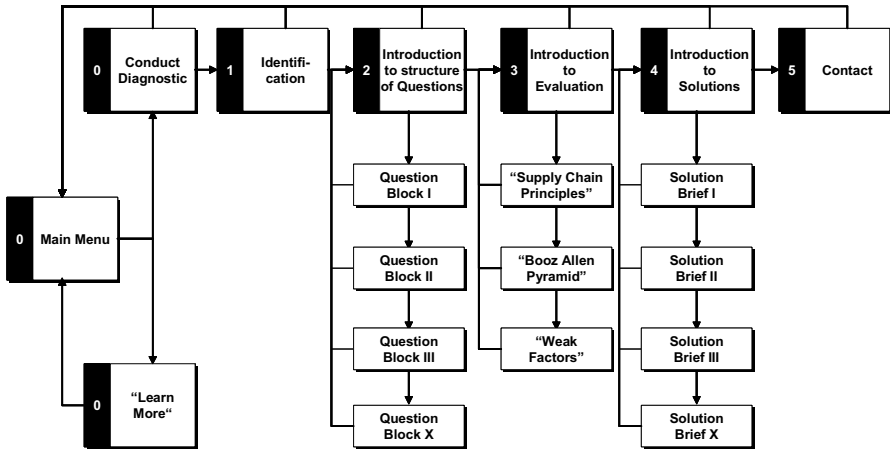 0
Conduct
Diagnostic
1
Identifi-
cation
2
Introduction
to structure
of Questions
3
Introduction
to
Evaluation
4
Introduction
to
Solutions
5
Contact
Question
Block I
“Supply Chain
Principles”
Solution
Brief I
0
Main Menu
Question
Block II
“Booz Allen
Pyramid”
Solution
Brief II
Question
Block III
“Weak
Factors”
Solution
Brief III
0
“Learn
More“
Question
Block X
Solution
Brief X